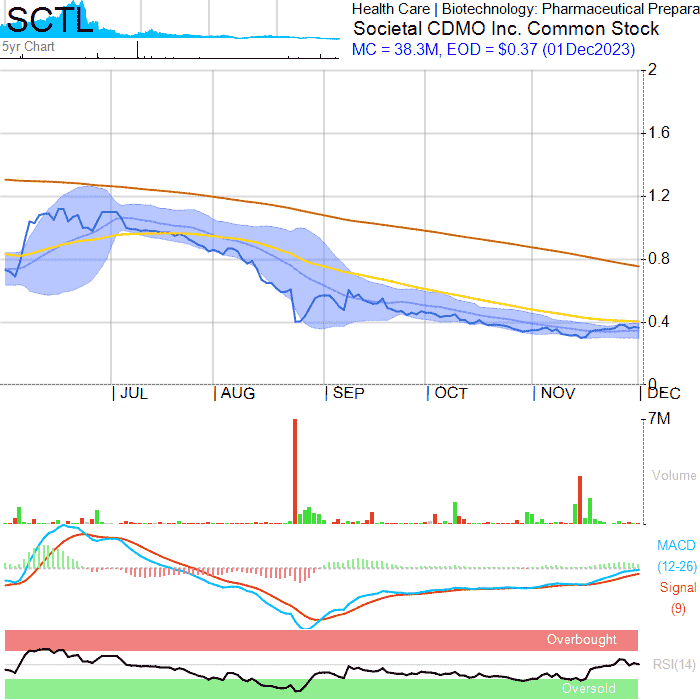 SCTL
5yr Chart
Health Care | Biotechnology: Pharmaceutical Prepara
Societal CDMO Inc. Common Stock
MC = 38.3M, EOD = $0.37 (01Dec2023)
2
1.6
1.2
0.8
0.4
0
JUL
AUG
SEP
OCT
NOV
DEC
7M
Volume
MACD
(12-26)
Signal
(9)
Overbought
RSI(14)
Oversold